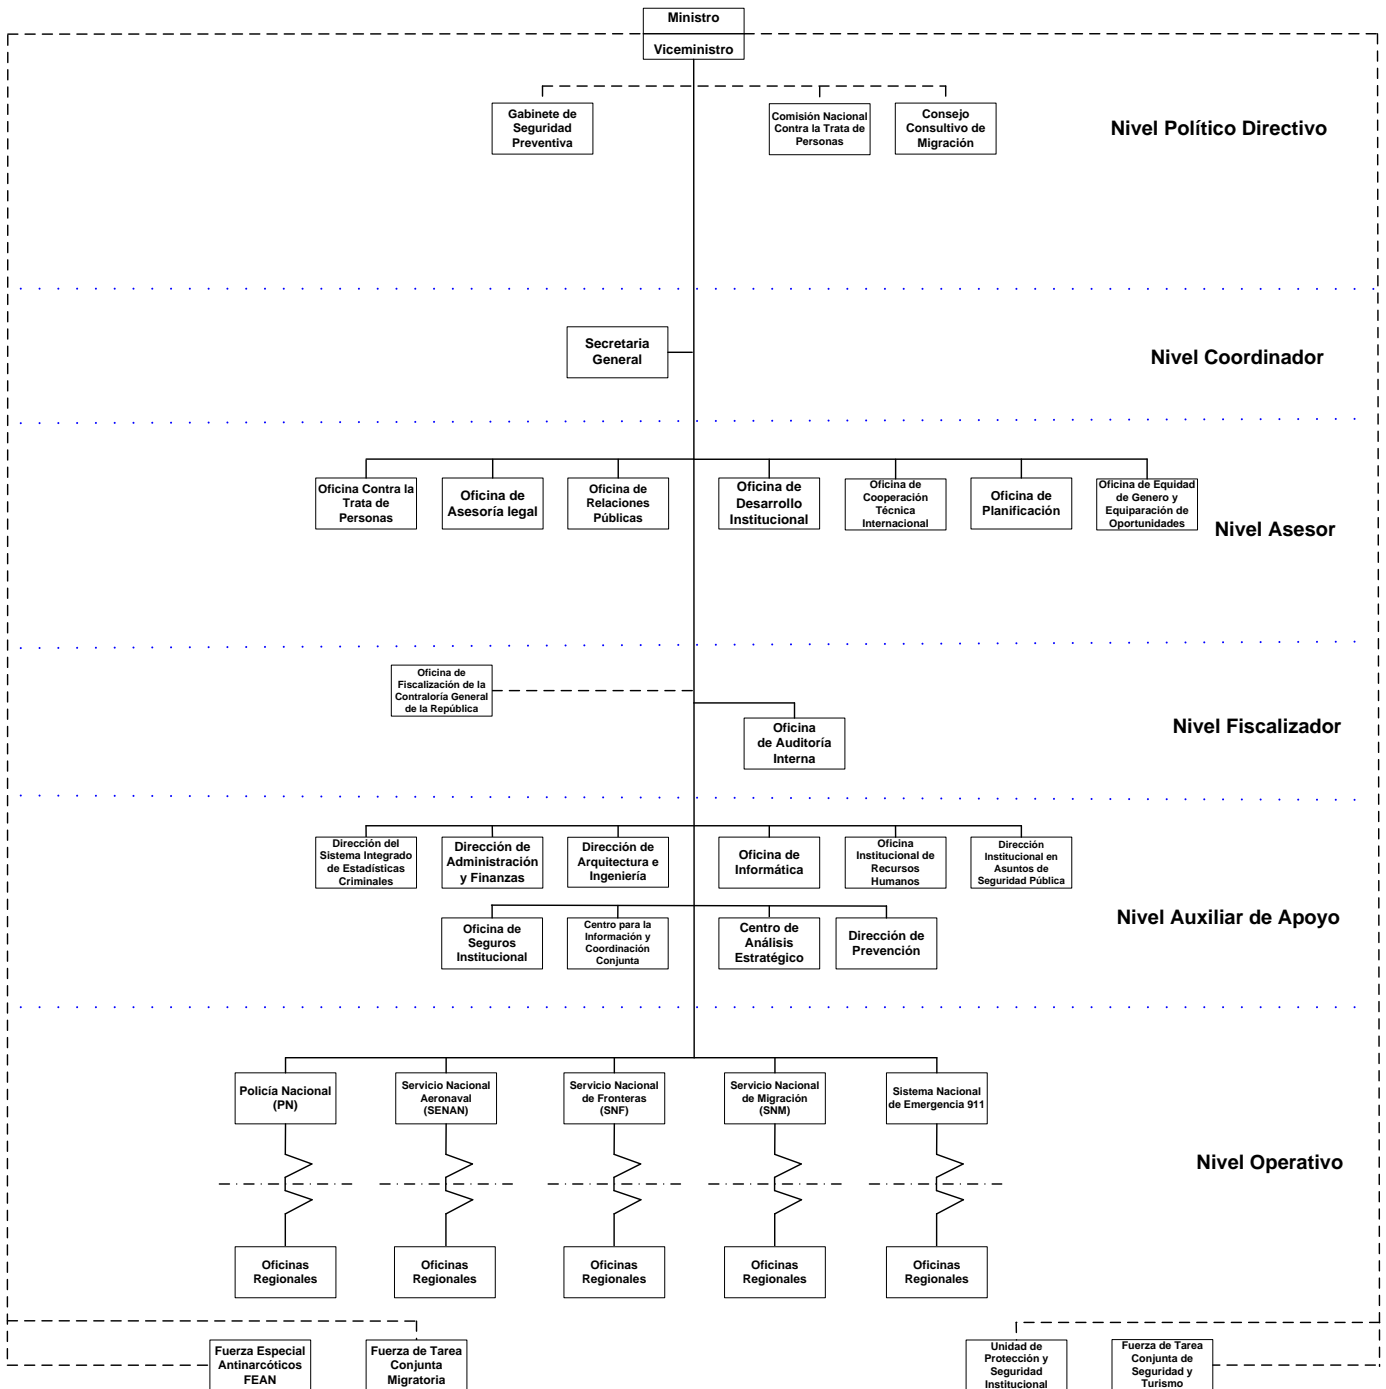 Ministro
Viceministro
Gabinete de
Seguridad
Preventiva
Comisión Nacional
Contra la Trata de
Personas
Consejo
Consultivo de
Migración
Nivel Político Directivo
Secretaria
General
Nivel Coordinador
Oficina Contra la
Trata de
Personas
Oficina de
Asesoría legal
Oficina de
Relaciones
Públicas
Oficina de
Desarrollo
Institucional
Oficina de
Cooperación
Técnica
Internacional
Oficina de
Planificación
Oficina de Equidad
de Genero y
Equiparación de
Oportunidades
Nivel Asesor
Oficina de
Fiscalización de la
Contraloría General
de la República
Oficina
de Auditoría
Interna
Nivel Fiscalizador
Dirección del
Sistema Integrado
de Estadísticas
Criminales
Dirección de
Administración
y Finanzas
Dirección de
Arquitectura e
Ingeniería
Oficina de
Informática
Oficina
Institucional de
Recursos
Humanos
Dirección
Institucional en
Asuntos de
Seguridad Pública
Oficina de
Seguros
Institucional
Centro para la
Información y
Coordinación
Conjunta
Centro de
Análisis
Estratégico
Dirección de
Prevención
Nivel Auxiliar de Apoyo
Policía Nacional
(PN)
Servicio Nacional
Aeronaval
(SENAN)
Servicio Nacional
de Fronteras
(SNF)
Servicio Nacional
de Migración
(SNM)
Sistema Nacional
de Emergencia 911
Nivel Operativo
Oficinas
Regionales
Oficinas
Regionales
Oficinas
Regionales
Oficinas
Regionales
Oficinas
Regionales
Fuerza Especial
Antinarcóticos
FEAN
Fuerza de Tarea
Conjunta
Migratoria
Unidad de
Protección y
Seguridad
Institucional
Fuerza de Tarea
Conjunta de
Seguridad y
Turismo